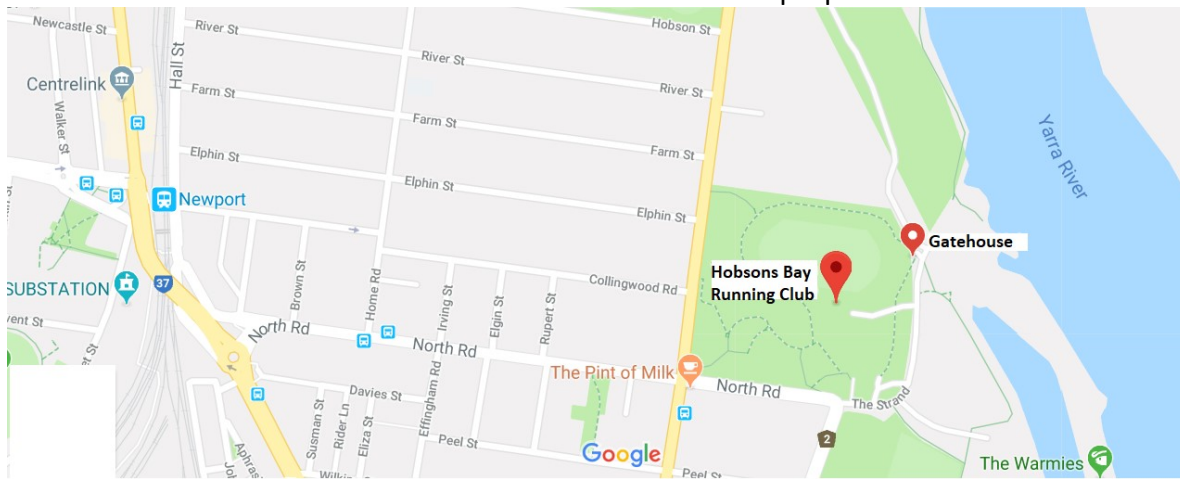 Newcastle St
River St
Hobson St
Hall St
River St
River St
Centrelink
Farm St
Farm St
Farm St
Walker St
Elphin St
Elphin St
Elphin St
Yarra River
Newport
Gatehouse
Hobsons Bay
Running Club
Collingwood Rd
SUBSTATION
37
Brown St
Home Rd
Irving St
Elgin St
Rupert St
North Rd
North Rd
The Pint of Milk
North Rd
The Strand
Davies St
Effingham Rd
Susman St
Rider Ln
Eliza St
Peel St
Google
Peel St
2
The Warmies